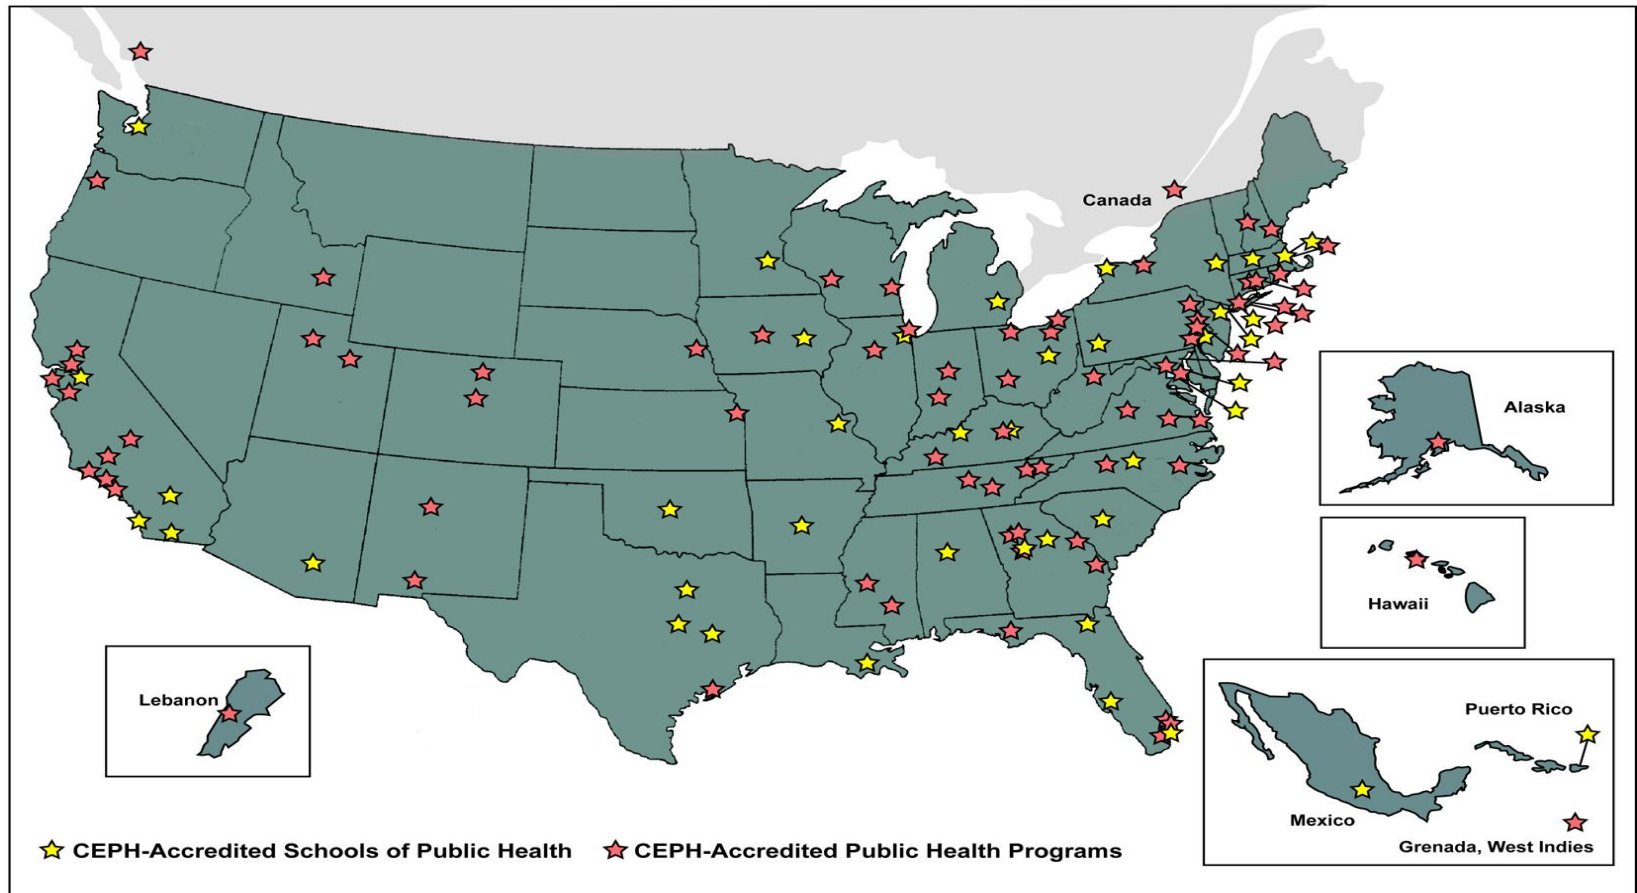 Canada
Alaska
Hawaii
Lebanon
Puerto Rico
Mexico
Grenada, West Indies
CEPH-Accredited Schools of Public Health
CEPH-Accredited Public Health Programs